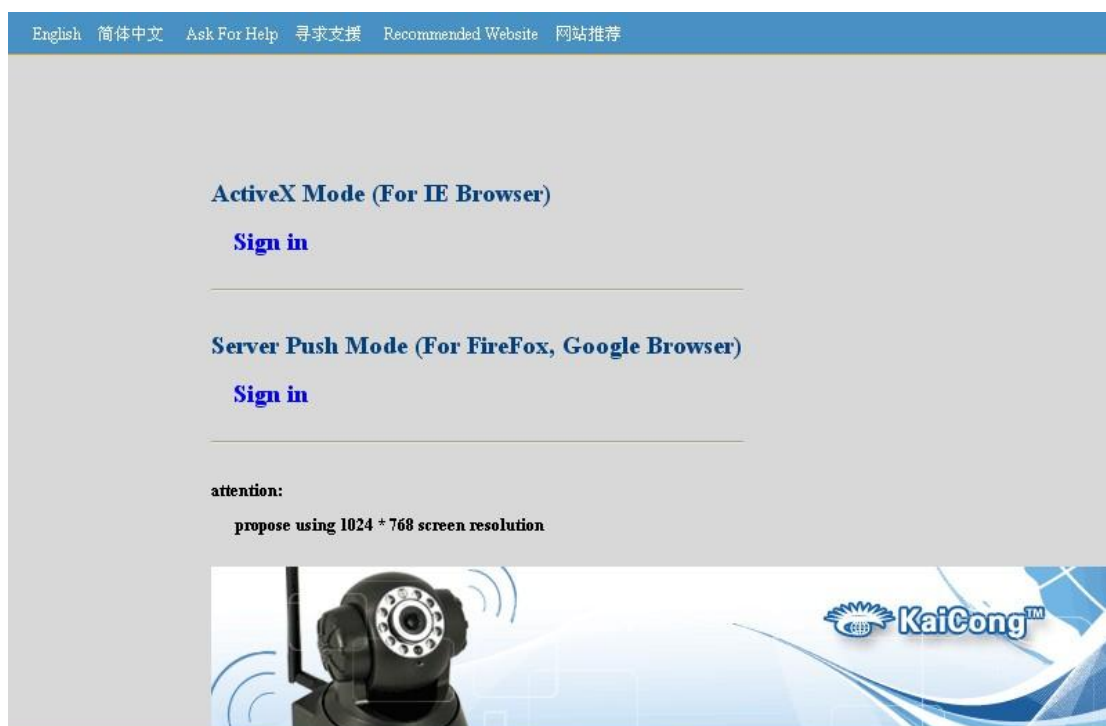 English 简体中文 Ask For Help 寻求支援 Recommended Website 网站推荐
ActiveX Mode (For IE Browser)
Sign in
Server Push Mode (For FireFox, Google Browser)
Sign in
attention:
propose using 1024 * 768 screen resolution
KaiCong™